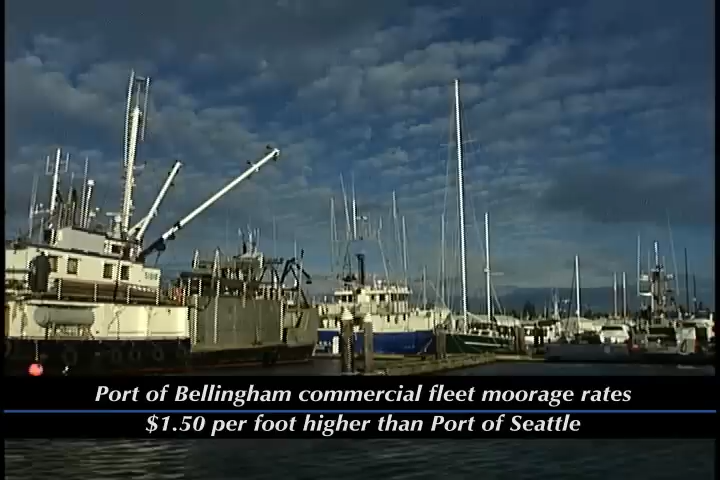 Port of Bellingham commercial fleet moorage rates
$1.50 per foot higher than Port of Seattle